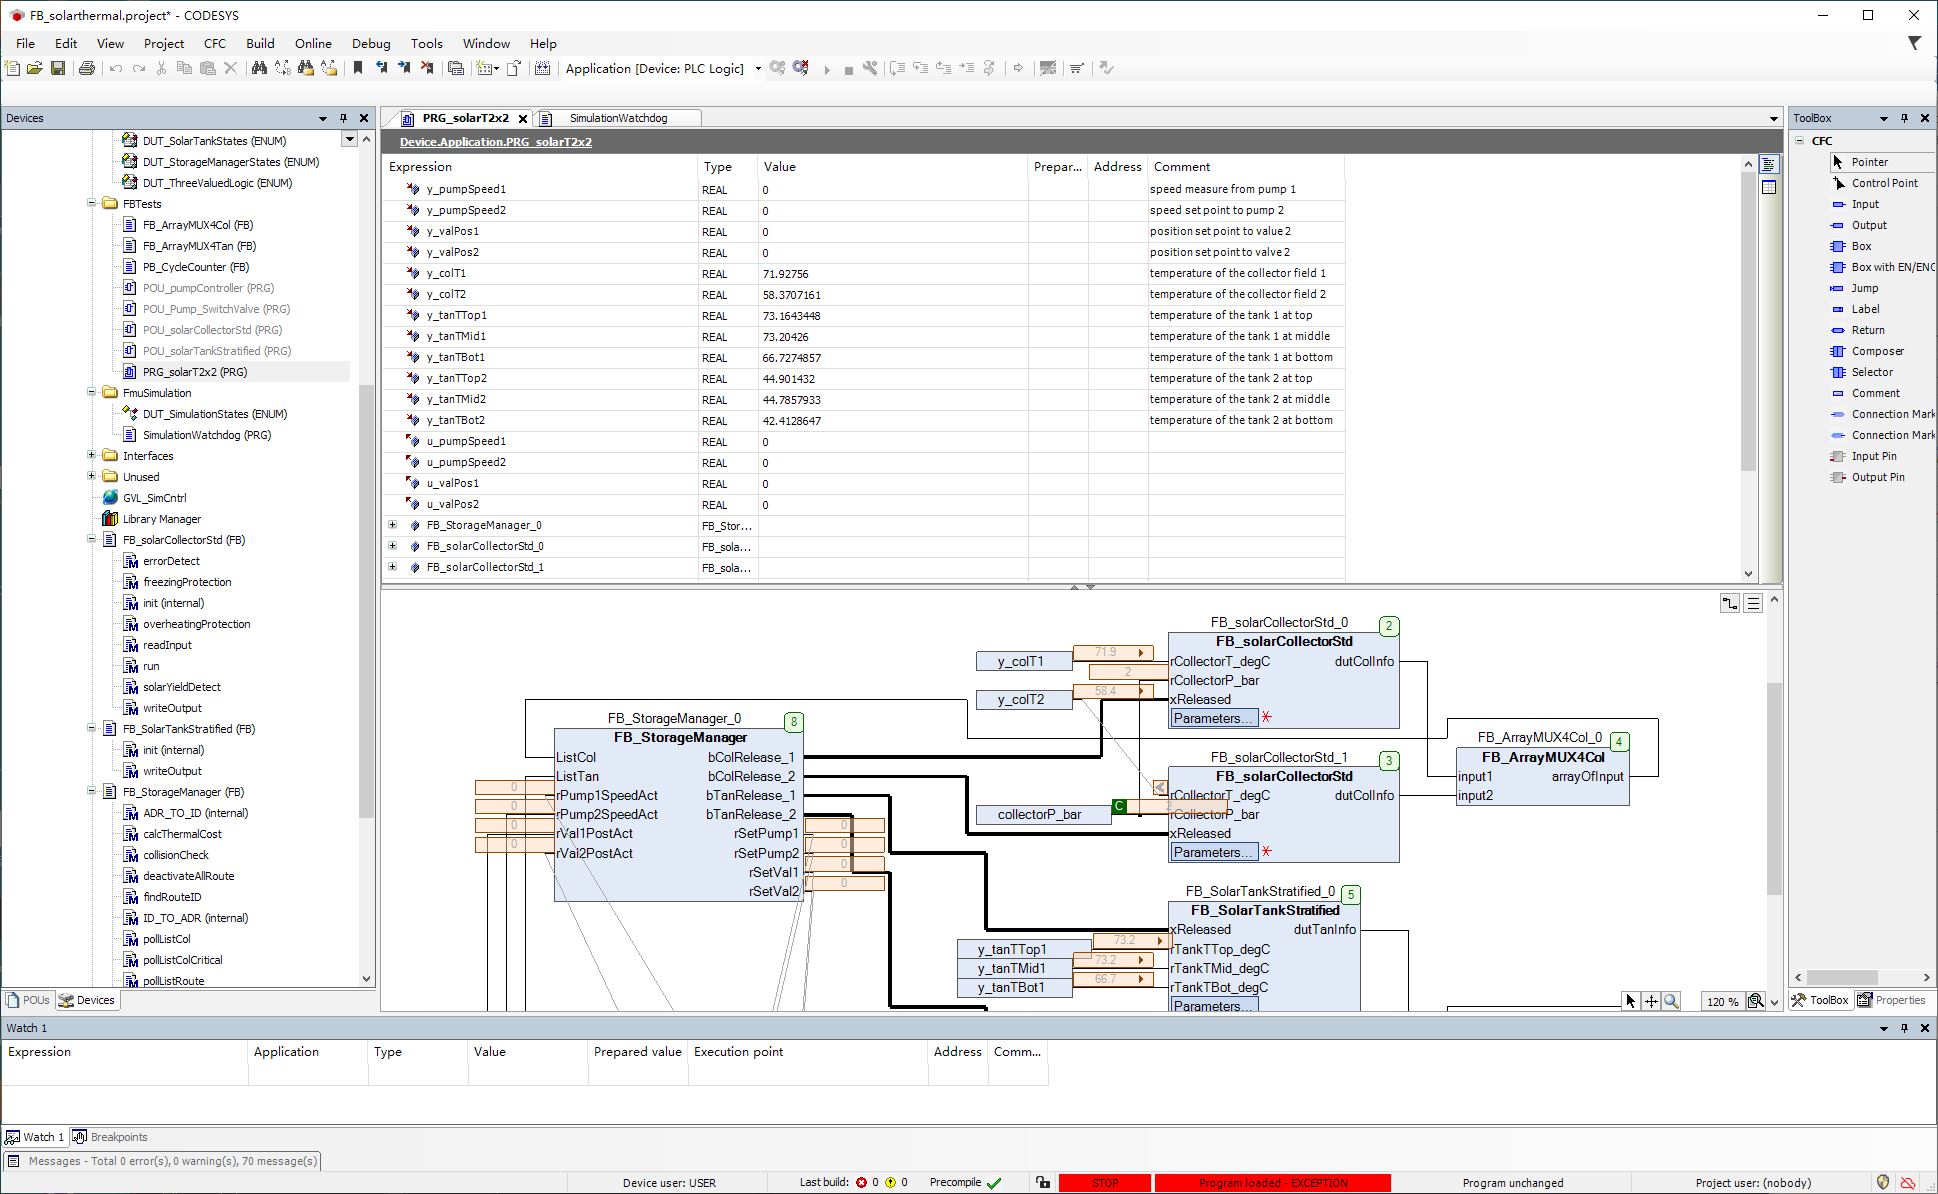 FB_solarthermal.project* - CODESYS
File Edit View Project CFC Build Online Debug Tools Window Help
Application [Device: PLC Logic]
Devices
DUT_SolarTankStates (ENUM)
DUT_StorageManagerStates (ENUM)
DUT_ThreeValuedLogic (ENUM)
FBTests
FB_ArrayMUX4Col (FB)
FB_ArrayMUX4Tan (FB)
PB_CycleCounter (FB)
POU_pumpController (PRG)
POU_Pump_SwitchValve (PRG)
POU_solarCollectorStd (PRG)
POU_solarTankStratified (PRG)
PRG_solarT2x2 (PRG)
FmuSimulation
DUT_SimulationStates (ENUM)
SimulationWatchdog (PRG)
Interfaces
Unused
GVL_SimCntrl
Library Manager
FB_solarCollectorStd (FB)
errorDetect
freezingProtection
init (internal)
overheatingProtection
readInput
run
solarYieldDetect
writeOutput
FB_SolarTankStratified (FB)
init (internal)
writeOutput
FB_StorageManager (FB)
ADR_TO_ID (internal)
calcThermalCost
collisionCheck
deactivateAllRoute
findRouteID
ID_TO_ADR (internal)
pollListCol
pollListColCritical
pollListRoute
POUs Devices
PRG_solarT2x2 SimulationWatchdog
Device.Application.PRG_solarT2x2
Expression Type Value Prepar... Address Comment
y_pumpSpeed1 REAL 0 speed measure from pump 1
y_pumpSpeed2 REAL 0 speed set point to pump 2
y_valPos1 REAL 0 position set point to value 2
y_valPos2 REAL 0 position set point to valve 2
y_colT1 REAL 71.92756 temperature of the collector field 1
y_colT2 REAL 58.3707161 temperature of the collector field 2
y_tanTTop1 REAL 73.1643448 temperature of the tank 1 at top
y_tanTMid1 REAL 73.20426 temperature of the tank 1 at middle
y_tanTBot1 REAL 66.7274857 temperature of the tank 1 at bottom
y_tanTTop2 REAL 44.901432 temperature of the tank 2 at top
y_tanTMid2 REAL 44.7857933 temperature of the tank 2 at middle
y_tanTBot2 REAL 42.4128647 temperature of the tank 2 at bottom
u_pumpSpeed1 REAL 0
u_pumpSpeed2 REAL 0
u_valPos1 REAL 0
u_valPos2 REAL 0
FB_StorageManager_0 FB_Stor...
FB_solarCollectorStd_0 FB_sola...
FB_solarCollectorStd_1 FB_sola...
FB_StorageManager_0
8
FB_StorageManager
ListCol bColRelease_1
ListTan bColRelease_2
0 rPump1SpeedAct bTanRelease_1
0 rPump2SpeedAct bTanRelease_2
0 rVal1PostAct rSetPump1 0
0 rVal2PostAct rSetPump2 0
rSetVal1 0
rSetVal2 0
FB_solarCollectorStd_0
2
FB_solarCollectorStd
y_colT1 71.9 rCollectorT_degC dutColInfo
2 rCollectorP_bar
y_colT2 58.4 xReleased
Parameters...
FB_solarCollectorStd_1
3
FB_solarCollectorStd
rCollectorT_degC dutColInfo
collectorP_bar C 2 rCollectorP_bar
xReleased
Parameters...
FB_ArrayMUX4Col_0
4
FB_ArrayMUX4Col
input1 arrayOfInput
input2
FB_SolarTankStratified_0
5
FB_SolarTankStratified
xReleased dutTanInfo
y_tanTTop1 73.2 rTankTTop_degC
y_tanTMid1 73.2 rTankTMid_degC
y_tanTBot1 66.7 rTankTBot_degC
Parameters...
120 %
ToolBox
CFC
Pointer
Control Point
Input
Output
Box
Box with EN/ENO
Jump
Label
Return
Composer
Selector
Comment
Connection Mark
Connection Mark
Input Pin
Output Pin
ToolBox Properties
Watch 1
Expression Application Type Value Prepared value Execution point Address Comm...
Watch 1 Breakpoints
Messages - Total 0 error(s), 0 warning(s), 70 message(s)
Device user: USER Last build: 0 0 Precompile STOP Program loaded - EXCEPTION Program unchanged Project user: (nobody)